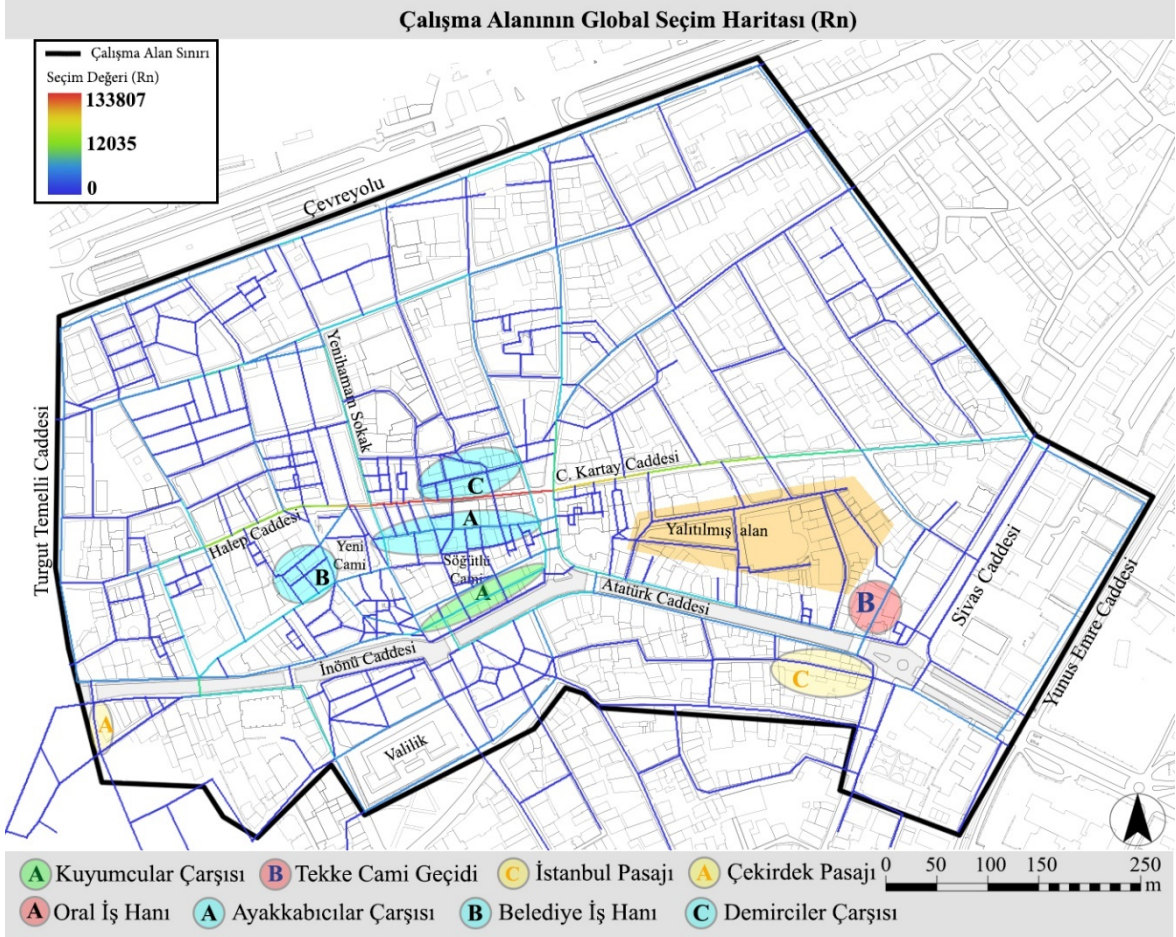 Çalışma Alanının Global Seçim Haritası (Rn)
Çalışma Alan Sınırı
Seçim Değeri (Rn)
133807
12035
0
Çevreyolu
Turgut Temelli Caddesi
Yenihamam Sokak
C
C. Kartay Caddesi
Halep Caddesi
A
Yeni
Cami
B
Söğütlü
Cami
A
Yalıtılmış alan
Atatürk Caddesi
B
Sivas Caddesi
Yunus Emre Caddesi
İnönü Caddesi
C
A
Valilik
A Kuyumcular Çarşısı
B Tekke Cami Geçidi
C İstanbul Pasajı
A Çekirdek Pasajı
0 50 100 150 250
m
A Oral İş Hanı
A Ayakkabıcılar Çarşısı
B Belediye İş Hanı
C Demirciler Çarşısı